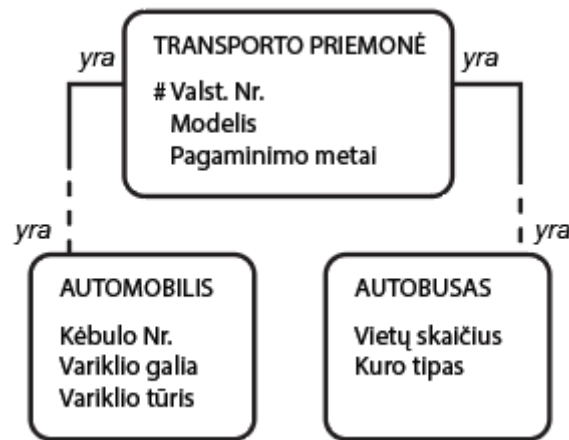 yra
TRANSPORTO PRIEMONĖ
yra
# Valst. Nr.
Modelis
Pagaminimo metai
yra
yra
AUTOMOBILIS
Kėbulo Nr.
Variklio galia
Variklio tūris
AUTOBUSAS
Vietų skaičius
Kuro tipas